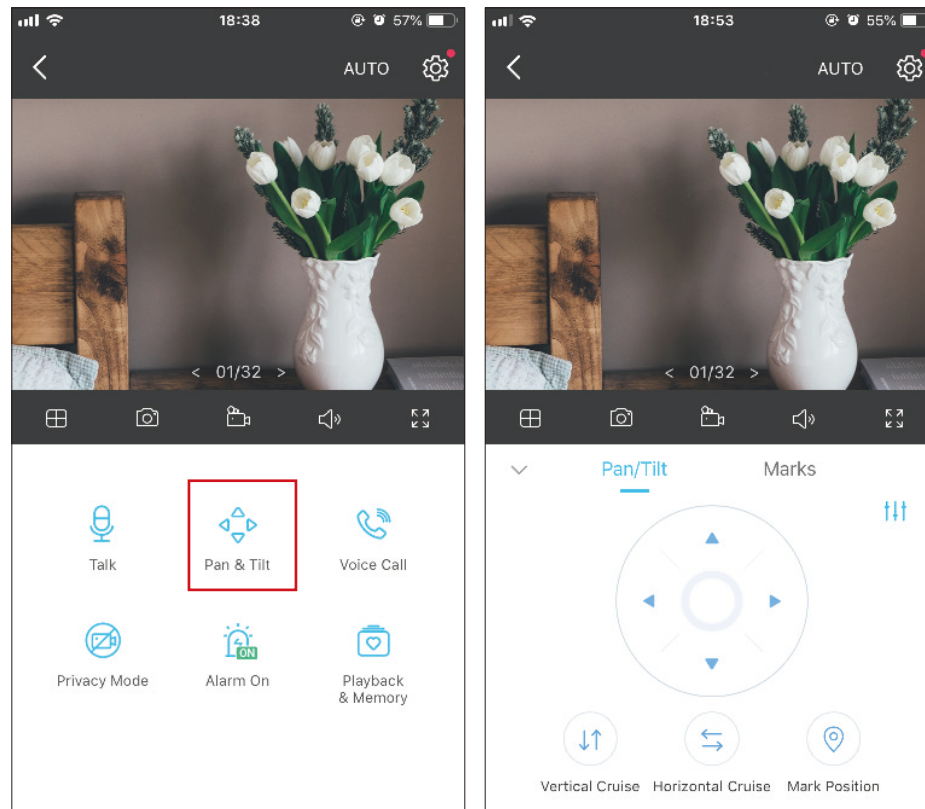 18:38
57%
AUTO
< 01/32 >
Talk
Pan & Tilt
Voice Call
Privacy Mode
ON
Alarm On
Playback
& Memory
18:53
55%
AUTO
< 01/32 >
Pan/Tilt
Marks
Vertical Cruise
Horizontal Cruise
Mark Position